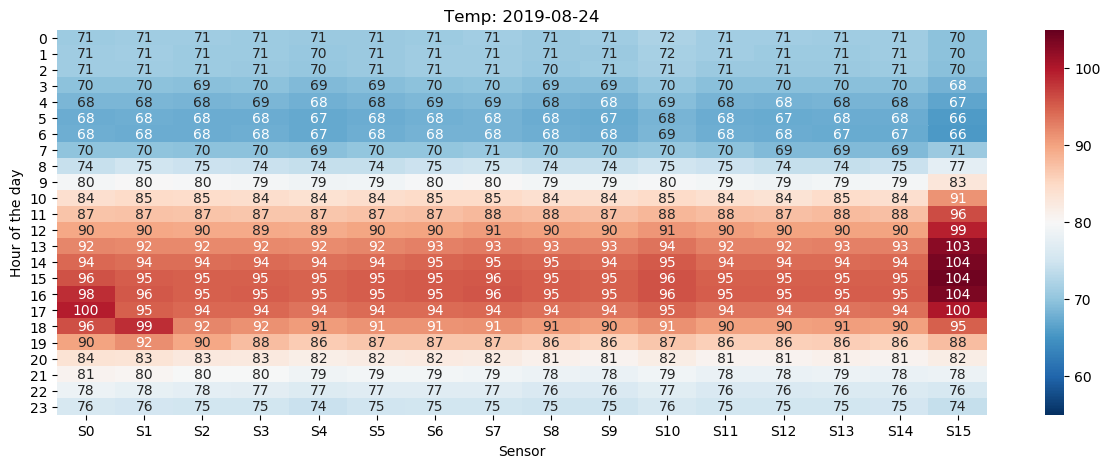 Temp: 2019-08-24
0 71 71 71 71 71 71 71 71 71 71 72 71 71 71 71 70
1 71 71 71 71 70 71 71 71 71 71 72 71 71 71 71 70
2 71 71 71 71 70 71 71 71 70 71 71 71 71 71 71 70
3 70 70 69 70 69 69 70 70 69 69 70 70 70 70 70 68
4 68 68 68 69 68 68 69 69 68 68 69 68 68 68 68 67
5 68 68 68 68 67 68 68 68 68 67 68 68 67 68 68 66
6 68 68 68 68 67 68 68 68 68 68 69 68 68 67 67 66
7 70 70 70 70 69 70 70 71 70 70 70 70 69 69 69 71
8 74 75 75 74 74 74 75 75 74 74 75 75 74 74 75 77
9 80 80 80 79 79 79 80 80 79 79 80 79 79 79 79 83
10 84 85 85 84 84 84 85 85 84 84 85 84 84 85 84 91
11 87 87 87 87 87 87 87 88 88 87 88 88 87 88 88 96
12 90 90 90 89 89 90 90 91 90 90 91 90 90 90 90 99
13 92 92 92 92 92 92 93 93 93 93 94 92 92 93 93 103
14 94 94 94 94 94 94 95 95 95 94 95 94 94 94 94 104
15 96 95 95 95 95 95 95 96 95 95 96 95 95 95 95 104
16 98 96 95 95 95 95 95 96 95 95 96 95 95 95 95 104
17 100 95 94 94 94 94 94 94 94 94 95 94 94 94 94 100
18 96 99 92 92 91 91 91 91 91 90 91 90 90 91 90 95
19 90 92 90 88 86 87 87 87 86 86 87 86 86 86 86 88
20 84 83 83 83 82 82 82 82 81 81 82 81 81 81 81 82
21 81 80 80 80 79 79 79 79 78 78 79 78 78 79 78 78
22 78 78 78 77 77 77 77 77 76 76 77 76 76 76 76 76
23 76 76 75 75 74 75 75 75 75 75 76 75 75 75 75 74
S0 S1 S2 S3 S4 S5 S6 S7 S8 S9 S10 S11 S12 S13 S14 S15
Sensor
Hour of the day
100
90
80
70
60